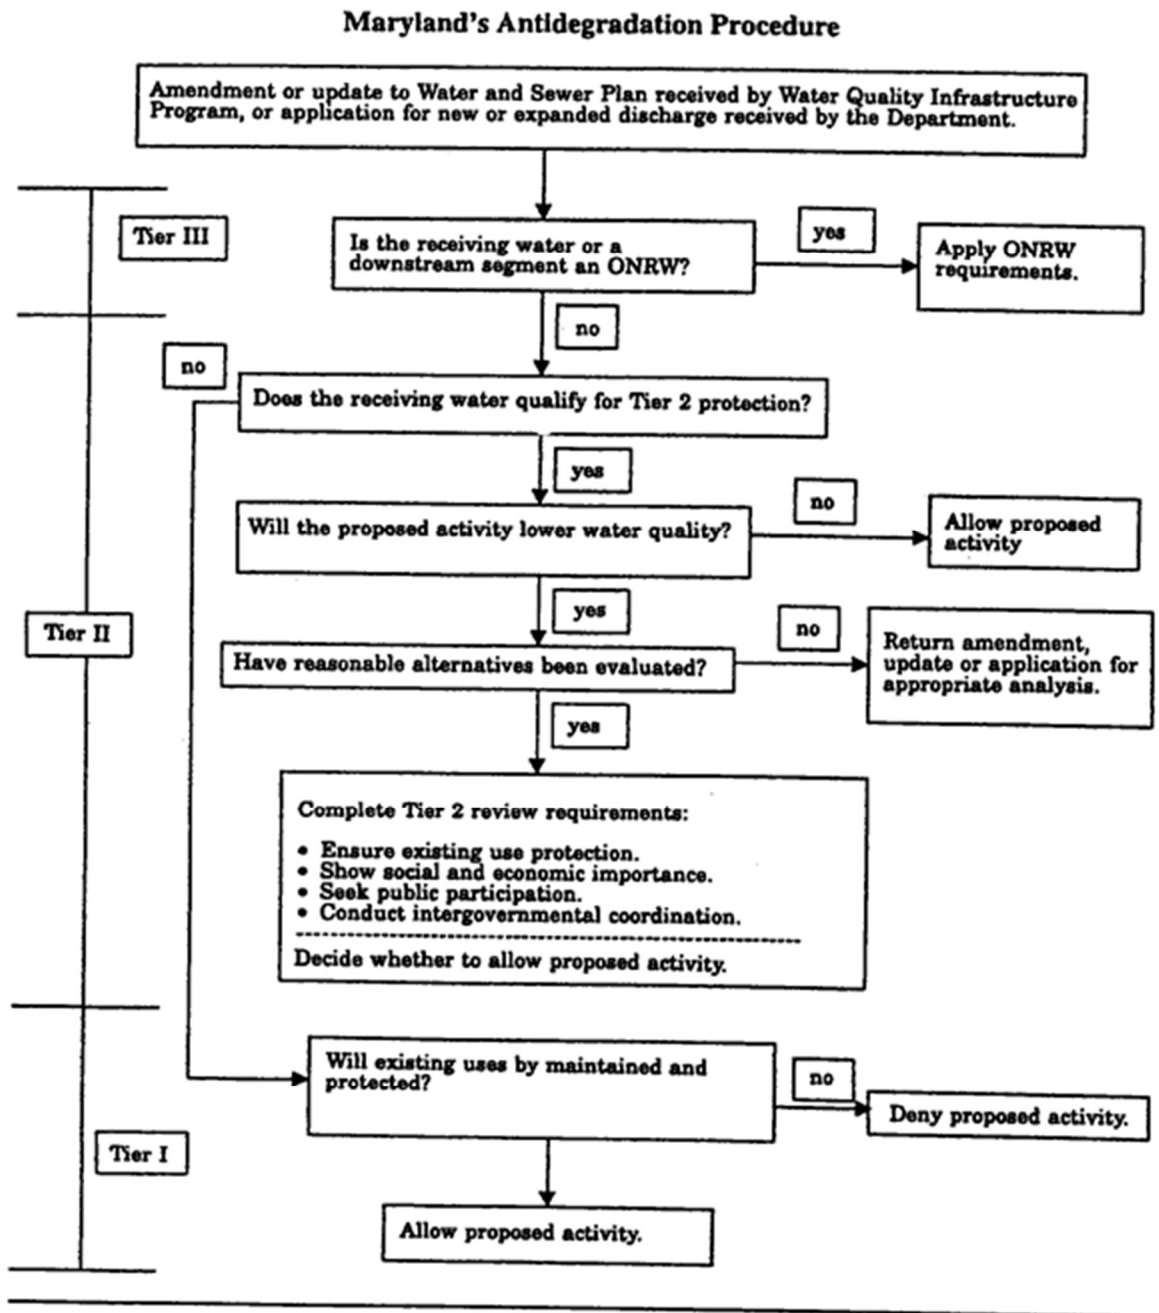 Maryland's Antidegradation Procedure
Amendment or update to Water and Sewer Plan received by Water Quality Infrastructure
Program, or application for new or expanded discharge received by the Department.
Tier III
Is the receiving water or a
downstream segment an ONRW?
yes
Apply ONRW
requirements.
no
no
Does the receiving water qualify for Tier 2 protection?
yes
Will the proposed activity lower water quality?
no
Allow proposed
activity
Tier II
yes
Have reasonable alternatives been evaluated?
no
Return amendment,
update or application for
appropriate analysis.
yes
Complete Tier 2 review requirements:
• Ensure existing use protection.
• Show social and economic importance.
• Seek public participation.
• Conduct intergovernmental coordination.
Decide whether to allow proposed activity.
Will existing uses by maintained and
protected?
no
Deny proposed activity.
Tier I
Allow proposed activity.